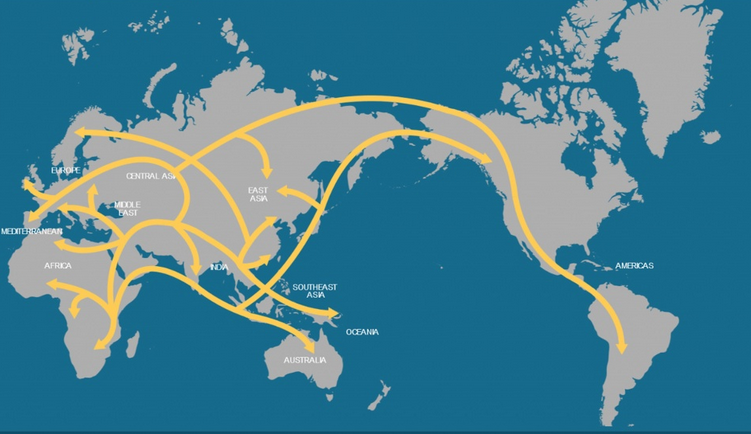 EUROPE
CENTRAL ASIA
EAST
ASIA
MIDDLE
EAST
MEDITERRANEAN
AFRICA
INDIA
SOUTHEAST
ASIA
AMERICAS
OCEANIA
AUSTRALIA